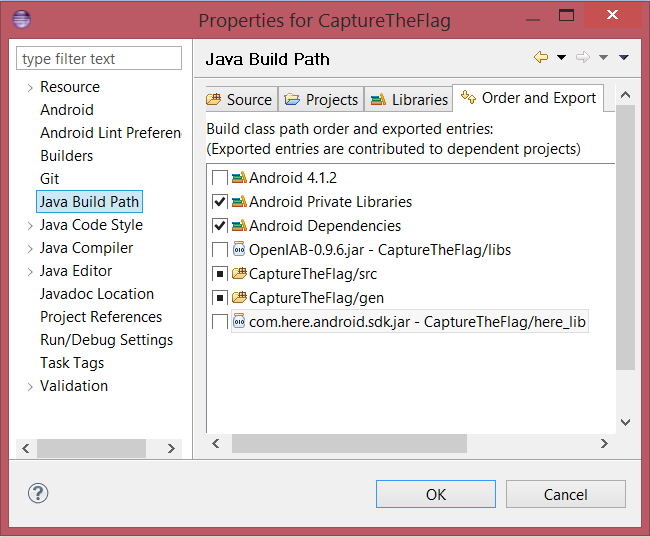 Properties for CaptureTheFlag
type filter text
Resource
Android
Android Lint Preferen
Builders
Git
Java Build Path
Java Code Style
Java Compiler
Java Editor
Javadoc Location
Project References
Run/Debug Settings
Task Tags
Validation
Java Build Path
Source Projects Libraries Order and Export
Build class path order and exported entries:
(Exported entries are contributed to dependent projects)
Android 4.1.2
Android Private Libraries
Android Dependencies
OpenIAB-0.9.6.jar - CaptureTheFlag/libs
CaptureTheFlag/src
CaptureTheFlag/gen
com.here.android.sdk.jar - CaptureTheFlag/here_lib
OK Cancel